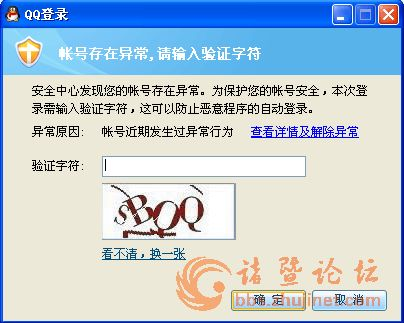 QQ登录
帐号存在异常,请输入验证字符
安全中心发现您的帐号存在异常。为保护您的帐号安全，本次登
录需输入验证字符，这可以防止恶意程序的自动登录。
异常原因: 帐号近期发生过异常行为 查看详情及解除异常
验证字符:
SBQQ
看不清，换一张
诸暨论坛
bbs.zhujinet.com
确 定 取 消